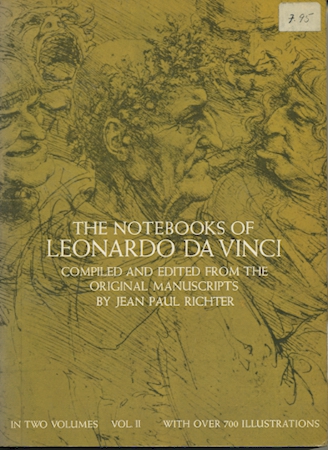 7.95
THE NOTEBOOKS OF
LEONARDO DA VINCI
COMPILED AND EDITED FROM THE
ORIGINAL MANUSCRIPTS
BY JEAN PAUL RICHTER
IN TWO VOLUMES VOL. II WITH OVER 700 ILLUSTRATIONS